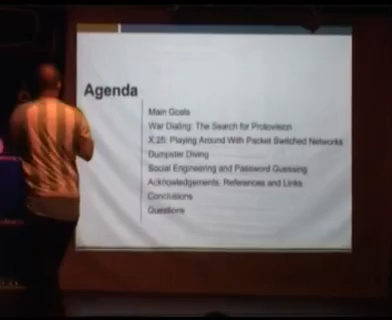 Agenda
Main Goals
War Dialing: The Search for Protovision
X.25: Playing Around With Packet Switched Networks
Dumpster Diving
Social Engineering and Password Guessing
Acknowledgements, References and Links
Conclusions
Questions